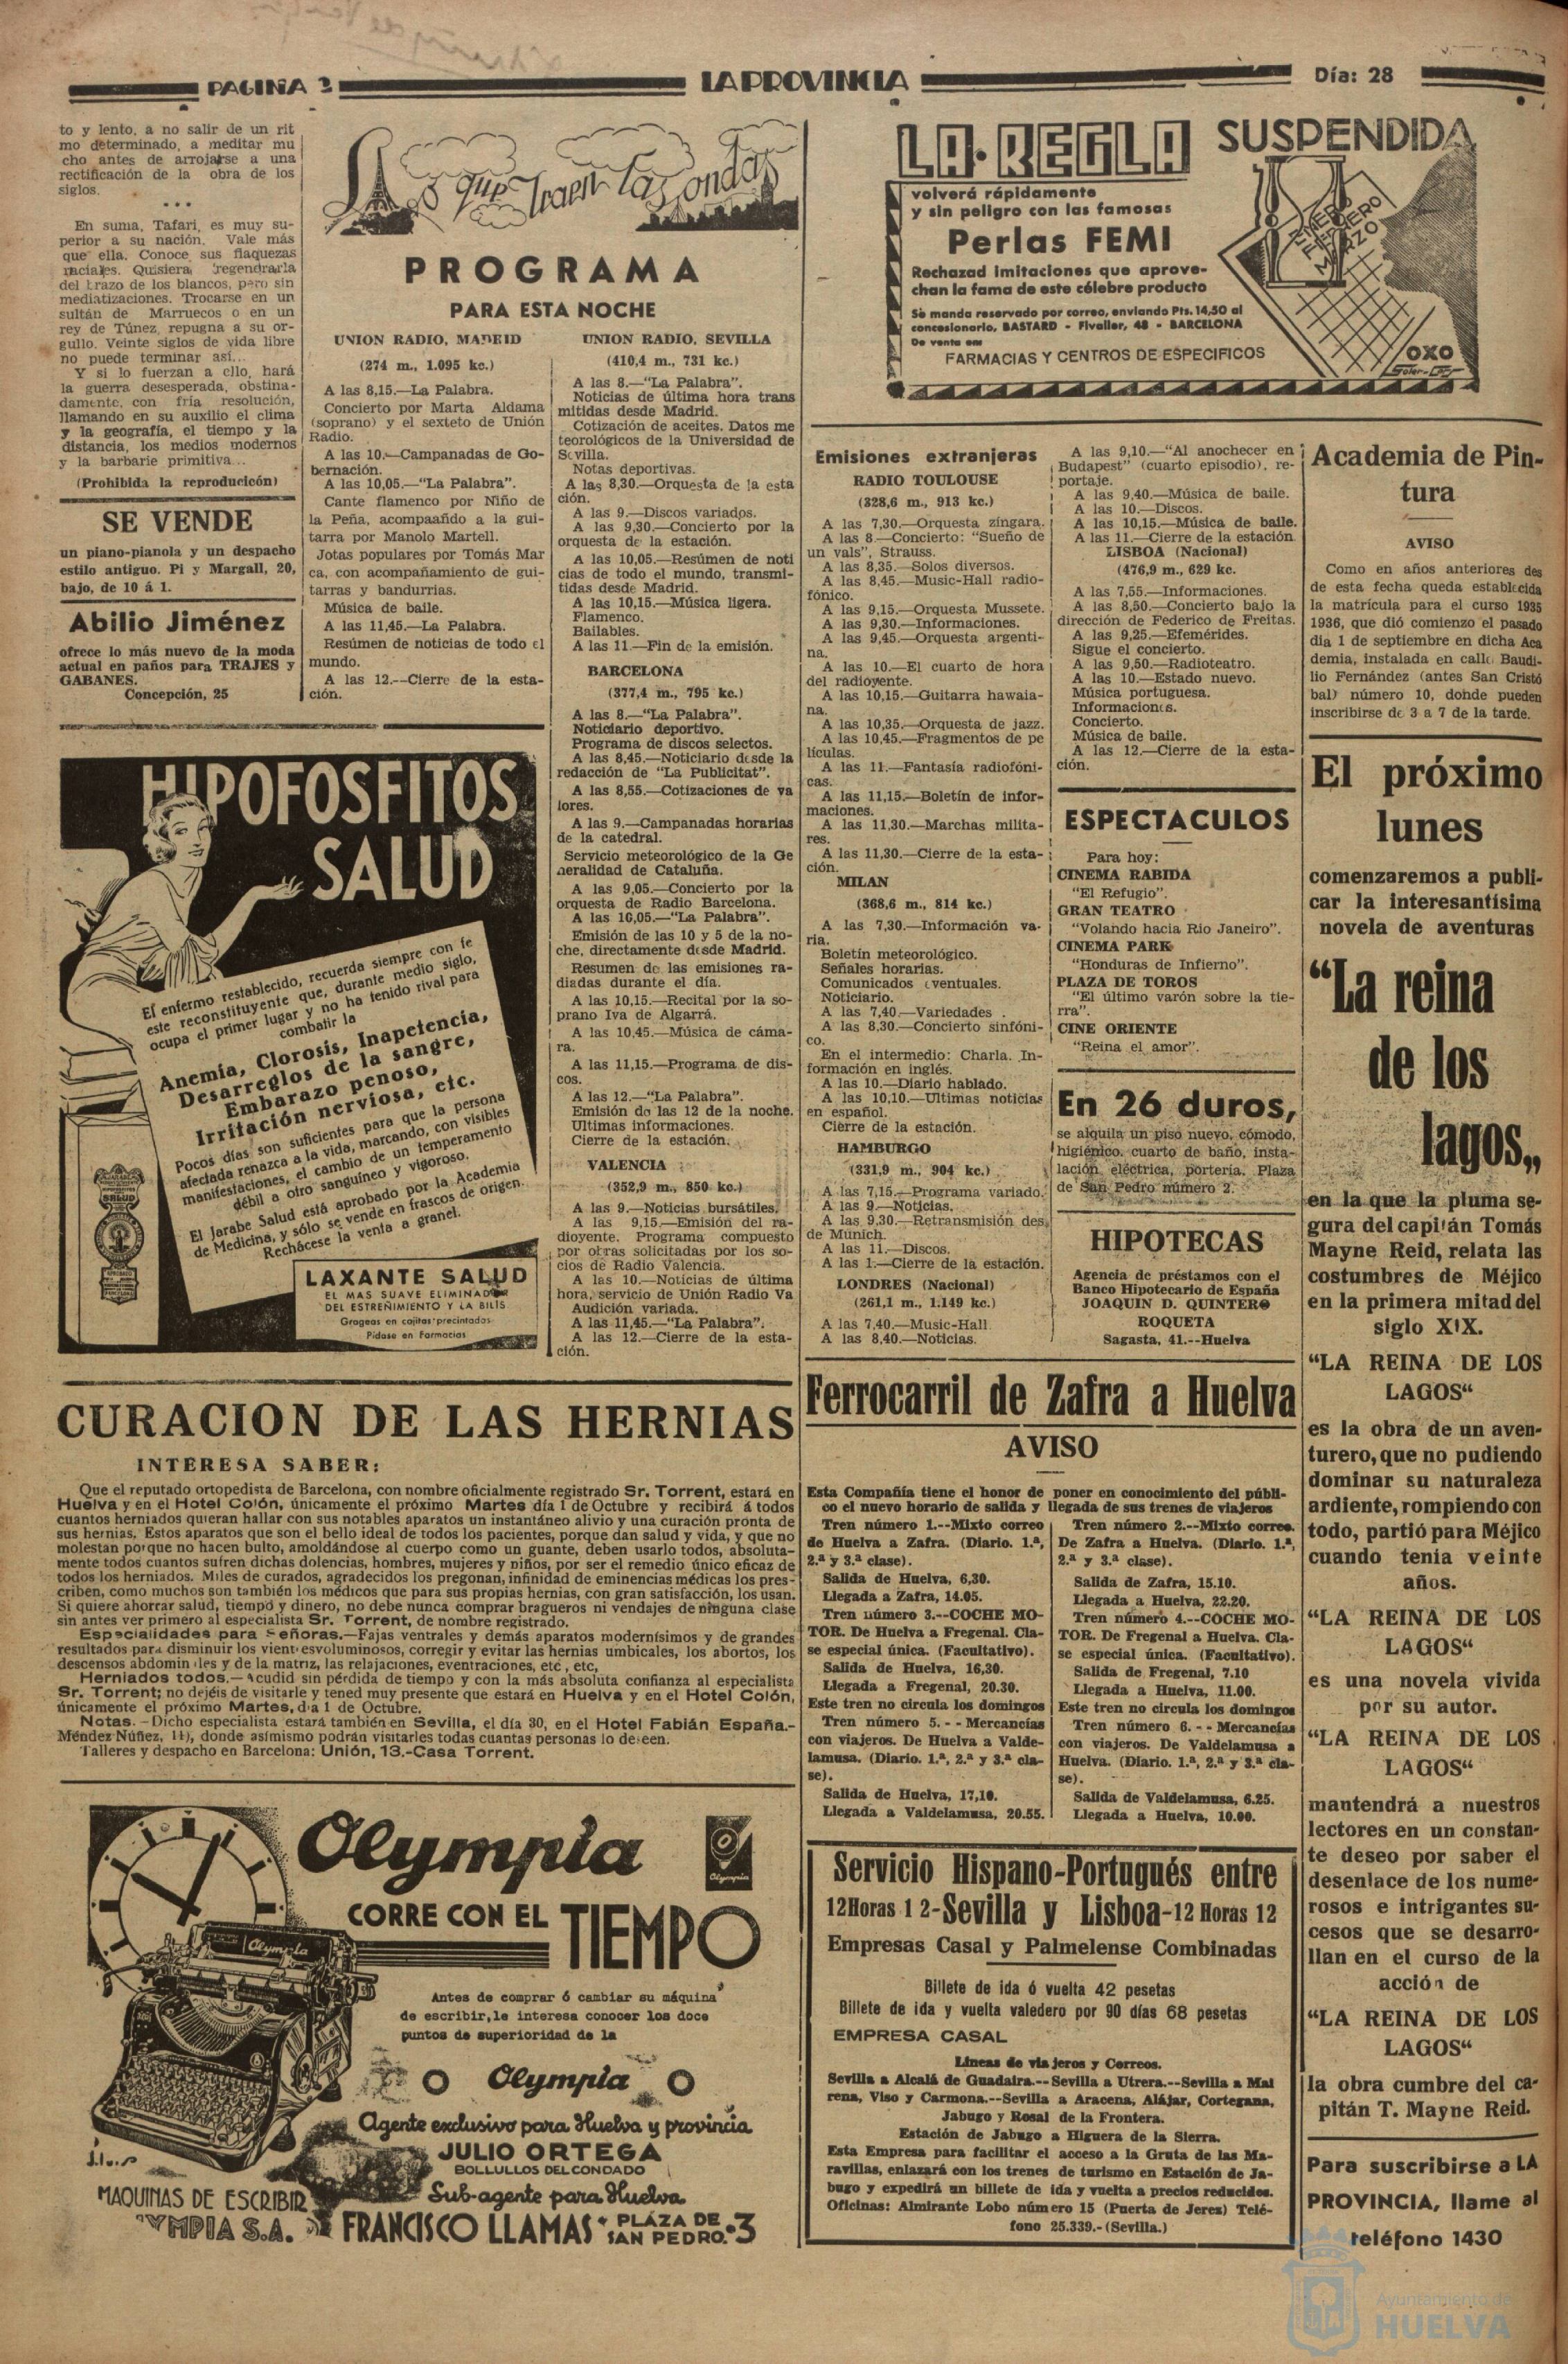 PAGINA 3
LA PROVINCIA
Día: 28
to y lento, a no salir de un rit
mo determinado, a meditar mu
cho antes de arrojarse a una
rectificación de la obra de los
siglos.
* * *
En suma, Tafari, es muy su-
perior a su nación. Vale más
que ella. Conoce sus flaquezas
raciales. Quisiera regendrarla
del brazo de los blancos, pero sin
mediatizaciones. Trocarse en un
sultán de Marruecos o en un
rey de Túnez, repugna a su or-
gullo. Veinte siglos de vida libre
no puede terminar así...
Y si lo fuerzan a ello, hará
la guerra desesperada, obstina-
damente, con fría resolución,
llamando en su auxilio el clima
y la geografía, el tiempo y la
distancia, los medios modernos
y la barbarie primitiva...
(Prohibida la reproducicón)
SE VENDE
un piano-pianola y un despacho
estilo antiguo. Pi y Margall, 20,
bajo, de 10 á 1.
Abilio Jiménez
ofrece lo más nuevo de la moda
actual en paños para TRAJES y
GABANES.
Concepción, 25
Los que traen las ondas
PROGRAMA
PARA ESTA NOCHE
UNION RADIO, MADRID
(274 m., 1.095 kc.)
A las 8,15.—La Palabra.
Concierto por Marta Aldama
(soprano) y el sexteto de Unión
Radio.
A las 10.—Campanadas de Go-
bernación.
A las 10,05.—"La Palabra".
Cante flamenco por Niño de
la Peña, acompaañdo a la gui-
tarra por Manolo Martell.
Jotas populares por Tomás Mar
ca, con acompañamiento de gui-
tarras y bandurrias.
Música de baile.
A las 11,45.—La Palabra.
Resúmen de noticias de todo el
mundo.
A las 12.--Cierre de la esta-
ción.
UNION RADIO, SEVILLA
(410,4 m., 731 kc.)
A las 8.—"La Palabra".
Noticias de última hora trans
mitidas desde Madrid.
Cotización de aceites. Datos me
teorológicos de la Universidad de
Sevilla.
Notas deportivas.
A las 8,30.—Orquesta de la esta
ción.
A las 9.—Discos variados.
A las 9,30.—Concierto por la
orquesta de la estación.
A las 10,05.—Resúmen de noti
cias de todo el mundo, transmi-
tidas desde Madrid.
A las 10,15.—Música ligera.
Flamenco.
Bailables.
A las 11.—Fin de la emisión.
BARCELONA
(377,4 m., 795 kc.)
A las 8.—"La Palabra".
Noticiario deportivo.
Programa de discos selectos.
A las 8,45.—Noticiario desde la
redacción de "La Publicitat".
A las 8,55.—Cotizaciones de va
lores.
A las 9.—Campanadas horarias
de la catedral.
Servicio meteorológico de la Ge
neralidad de Cataluña.
A las 9,05.—Concierto por la
orquesta de Radio Barcelona.
A las 10,05.—"La Palabra".
Emisión de las 10 y 5 de la no-
che, directamente desde Madrid.
Resumen de las emisiones ra-
diadas durante el día.
A las 10,15.—Recital por la so-
prano Iva de Algarrá.
A las 10,45.—Música de cáma-
ra.
A las 11,15.—Programa de dis-
cos.
A las 12.—"La Palabra".
Emisión de las 12 de la noche.
Ultimas informaciones.
Cierre de la estación.
VALENCIA
(352,9 m., 850 kc.)
A las 9.—Noticias bursátiles.
A las 9,15.—Emisión del ra-
dioyente. Programa compuesto
por obras solicitadas por los so-
cios de Radio Valencia.
A las 10.—Noticias de última
hora, servicio de Unión Radio Va
Audición variada.
A las 11,45.—"La Palabra".
A las 12.—Cierre de la esta-
ción.
HIPOFOSFITOS
SALUD
El enfermo restablecido, recuerda siempre con fe
este reconstituyente que, durante medio siglo,
ocupa el primer lugar y no ha tenido rival para
combatir la
Anemia, Clorosis, Inapetencia,
Desarreglos de la sangre,
Embarazo penoso,
Irritación nerviosa, etc.
Pocos días son suficientes para que la persona
afectada renazca a la vida, marcando, con visibles
manifestaciones, el cambio de un temperamento
débil a otro sanguíneo y vigoroso.
El Jarabe Salud está aprobado por la Academia
de Medicina, y sólo se vende en frascos de origen.
Rechácese la venta a granel.
SALUD
LAXANTE SALUD
EL MAS SUAVE ELIMINADOR
DEL ESTREÑIMIENTO Y LA BILIS
Grageas en cajitas precintadas
Pídase en Farmacias
LA REGLA SUSPENDIDA
volverá rápidamente
y sin peligro con las famosas
Perlas FEMI
Rechazad imitaciones que aprove-
chan la fama de este célebre producto
Se manda reservado por correo, enviando Pts. 14,50 al
concesionario, BASTARD - Fivaller, 48 - BARCELONA
De venta en:
FARMACIAS Y CENTROS DE ESPECIFICOS
ENERO
FEBRERO
MARZO
OXO
Emisiones extranjeras
RADIO TOULOUSE
(328,6 m., 913 kc.)
A las 7,30.—Orquesta zíngara.
A las 8.—Concierto: "Sueño de
un vals", Strauss.
A las 8,35.—Solos diversos.
A las 8,45.—Music-Hall radio-
fónico.
A las 9,15.—Orquesta Mussete.
A las 9,30.—Informaciones.
A las 9,45.—Orquesta argenti-
na.
A las 10.—El cuarto de hora
del radioyente.
A las 10,15.—Guitarra hawaia-
na.
A las 10,35.—Orquesta de jazz.
A las 10,45.—Fragmentos de pe
lículas.
A las 11.—Fantasía radiofóni-
cas.
A las 11,15.—Boletín de infor-
maciones.
A las 11,30.—Marchas milita-
res.
A las 11,30.—Cierre de la esta-
ción.
MILAN
(368,6 m., 814 kc.)
A las 7,30.—Información va-
ria.
Boletín meteorológico.
Señales horarias.
Comunicados eventuales.
Noticiario.
A las 7,40.—Variedades .
A las 8,30.—Concierto sinfóni-
co.
En el intermedio: Charla. In-
formación en inglés.
A las 10.—Diario hablado.
A las 10,10.—Ultimas noticias
en español.
Cierre de la estación.
HAMBURGO
(331,9 m., 904 kc.)
A las 7,15.—Programa variado.
A las 9.—Noticias.
A las 9,30.—Retransmisión des
de Munich.
A las 11.—Discos.
A las 1.—Cierre de la estación.
LONDRES (Nacional)
(261,1 m., 1.149 kc.)
A las 7,40.—Music-Hall.
A las 8,40.—Noticias.
A las 9,10.—"Al anochecer en
Budapest" (cuarto episodio), re-
portaje.
A las 9,40.—Música de baile.
A las 10.—Discos.
A las 10,15.—Música de baile.
A las 11.—Cierre de la estación.
LISBOA (Nacional)
(476,9 m., 629 kc.
A las 7,55.—Informaciones.
A las 8,50.—Concierto bajo la
dirección de Federico de Freitas.
A las 9,25.—Efemérides.
Sigue el concierto.
A las 9,50.—Radioteatro.
A las 10.—Estado nuevo.
Música portuguesa.
Informaciones.
Concierto.
Música de baile.
A las 12.—Cierre de la esta-
ción.
ESPECTACULOS
Para hoy:
CINEMA RABIDA
"El Refugio".
GRAN TEATRO
"Volando hacia Rio Janeiro".
CINEMA PARK
"Honduras de Infierno".
PLAZA DE TOROS
"El último varón sobre la tie-
rra".
CINE ORIENTE
"Reina el amor".
En 26 duros,
se alquila un piso nuevo, cómodo,
higiénico, cuarto de baño, insta-
lación eléctrica, portería. Plaza
de San Pedro número 2.
HIPOTECAS
Agencia de préstamos con el
Banco Hipotecario de España
JOAQUIN D. QUINTERO
ROQUETA
Sagasta, 41.--Huelva
Academia de Pin-
tura
AVISO
Como en años anteriores des
de esta fecha queda establecida
la matrícula para el curso 1935
1936, que dió comienzo el pasado
día 1 de septiembre en dicha Aca
demia, instalada en calle Baudi-
lio Fernández (antes San Cristó
bal) número 10, donde pueden
inscribirse de 3 a 7 de la tarde.
El próximo
lunes
comenzaremos a publi-
car la interesantísima
novela de aventuras
"La reina
de los
lagos„
en la que la pluma se-
gura del capitán Tomás
Mayne Reid, relata las
costumbres de Méjico
en la primera mitad del
siglo XIX.
"LA REINA DE LOS
LAGOS"
es la obra de un aven-
turero, que no pudiendo
dominar su naturaleza
ardiente, rompiendo con
todo, partió para Méjico
cuando tenía veinte
años.
"LA REINA DE LOS
LAGOS"
es una novela vivida
por su autor.
"LA REINA DE LOS
LAGOS"
mantendrá a nuestros
lectores en un constan-
te deseo por saber el
desenlace de los nume-
rosos e intrigantes su-
cesos que se desarro-
llan en el curso de la
acción de
"LA REINA DE LOS
LAGOS"
la obra cumbre del ca-
pitán T. Mayne Reid.
Para suscribirse a LA
PROVINCIA, llame al
teléfono 1430
CURACION DE LAS HERNIAS
INTERESA SABER:
Que el reputado ortopedista de Barcelona, con nombre oficialmente registrado Sr. Torrent, estará en
Huelva y en el Hotel Colón, únicamente el próximo Martes día 1 de Octubre y recibirá á todos
cuantos herniados quieran hallar con sus notables aparatos un instantáneo alivio y una curación pronta de
sus hernias. Estos aparatos que son el bello ideal de todos los pacientes, porque dan salud y vida, y que no
molestan porque no hacen bulto, amoldándose al cuerpo como un guante, deben usarlo todos, absoluta-
mente todos cuantos sufren dichas dolencias, hombres, mujeres y niños, por ser el remedio único eficaz de
todos los herniados. Miles de curados, agradecidos los pregonan, infinidad de eminencias médicas los pres-
criben, como muchos son también los médicos que para sus propias hernias, con gran satisfacción, los usan.
Si quiere ahorrar salud, tiempo y dinero, no debe nunca comprar bragueros ni vendajes de ninguna clase
sin antes ver primero al especialista Sr. Torrent, de nombre registrado.
Especialidades para Señoras.—Fajas ventrales y demás aparatos modernísimos y de grandes
resultados para disminuir los vientres voluminosos, corregir y evitar las hernias umbicales, los abortos, los
descensos abdominales y de la matriz, las relajaciones, eventraciones, etc , etc,
Herniados todos.—Acudid sin pérdida de tiempo y con la más absoluta confianza al especialista
Sr. Torrent; no dejéis de visitarle y tened muy presente que estará en Huelva y en el Hotel Colón,
únicamente el próximo Martes, día 1 de Octubre.
Notas.—Dicho especialista estará también en Sevilla, el día 30, en el Hotel Fabián España.-
Méndez Núñez, 11), donde asímismo podrán visitarles todas cuantas personas lo deseen.
Talleres y despacho en Barcelona: Unión, 13.-Casa Torrent.
Ferrocarril de Zafra a Huelva
AVISO
Esta Compañía tiene el honor de poner en conocimiento del públi-
co el nuevo horario de salida y llegada de sus trenes de viajeros
Tren número 1.--Mixto correo
de Huelva a Zafra. (Diario. 1.ª,
2.ª y 3.ª clase).
Salida de Huelva, 6,30.
Llegada a Zafra, 14.05.
Tren número 3.--COCHE MO-
TOR. De Huelva a Fregenal. Cla-
se especial única. (Facultativo).
Salida de Huelva, 16,30.
Llegada a Fregenal, 20.30.
Este tren no circula los domingos
Tren número 5. - - Mercancías
con viajeros. De Huelva a Valde-
lamusa. (Diario. 1.ª, 2.ª y 3.ª cla-
se).
Salida de Huelva, 17,10.
Llegada a Valdelamusa, 20.55.
Tren número 2.--Mixto correo.
De Zafra a Huelva. (Diario. 1.ª,
2.ª y 3.ª clase).
Salida de Zafra, 15.10.
Llegada a Huelva, 22.20.
Tren número 4.--COCHE MO-
TOR. De Fregenal a Huelva. Cla-
se especial única. (Facultativo).
Salida de Fregenal, 7.10
Llegada a Huelva, 11.00.
Este tren no circula los domingos
Tren número 6. - - Mercancías
con viajeros. De Valdelamusa a
Huelva. (Diario. 1.ª, 2.ª y 3.ª cla-
se).
Salida de Valdelamusa, 6.25.
Llegada a Huelva, 10.00.
Olympia
Olympia
CORRE CON EL TIEMPO
Olympia
Antes de comprar ó cambiar su máquina
de escribir, le interesa conocer los doce
puntos de superioridad de la
Olympia
Agente exclusivo para Huelva y provincia
JULIO ORTEGA
BOLLULLOS DEL CONDADO
Sub-agente para Huelva
MAQUINAS DE ESCRIBIR
YMPIA S.A.
FRANCISCO LLAMAS * PLAZA DE
SAN PEDRO. 3
Servicio Hispano-Portugués entre
12 Horas 1 2-Sevilla y Lisboa-12 Horas 12
Empresas Casal y Palmelense Combinadas
Billete de ida ó vuelta 42 pesetas
Billete de ida y vuelta valedero por 90 días 68 pesetas
EMPRESA CASAL
Líneas de viajeros y Correos.
Sevilla a Alcalá de Guadaira.--Sevilla a Utrera.--Sevilla a Mai
rena, Viso y Carmona.--Sevilla a Aracena, Alájar, Cortegana,
Jabugo y Rosal de la Frontera.
Estación de Jabugo a Higuera de la Sierra.
Esta Empresa para facilitar el acceso a la Gruta de las Ma-
ravillas, enlazará con los trenes de turismo en Estación de Ja-
bugo y expedirá un billete de ida y vuelta a precios reducidos.
Oficinas: Almirante Lobo número 15 (Puerta de Jeres) Telé-
fono 25.339.-(Sevilla.)
Ayuntamiento de
HUELVA